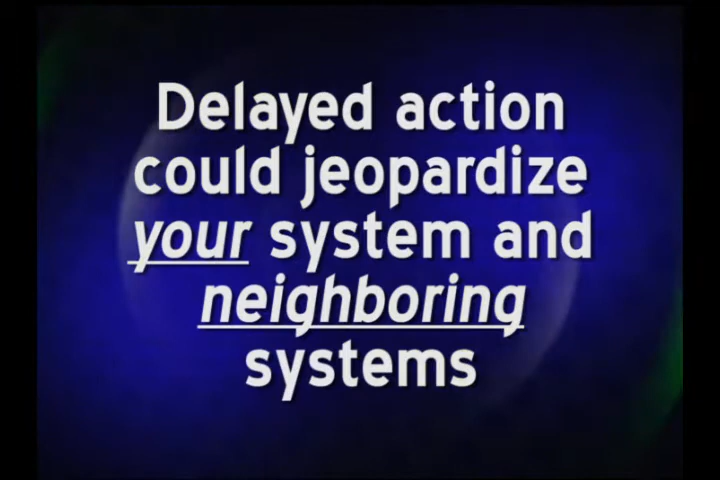 Delayed action
could jeopardize
your system and
neighboring
systems